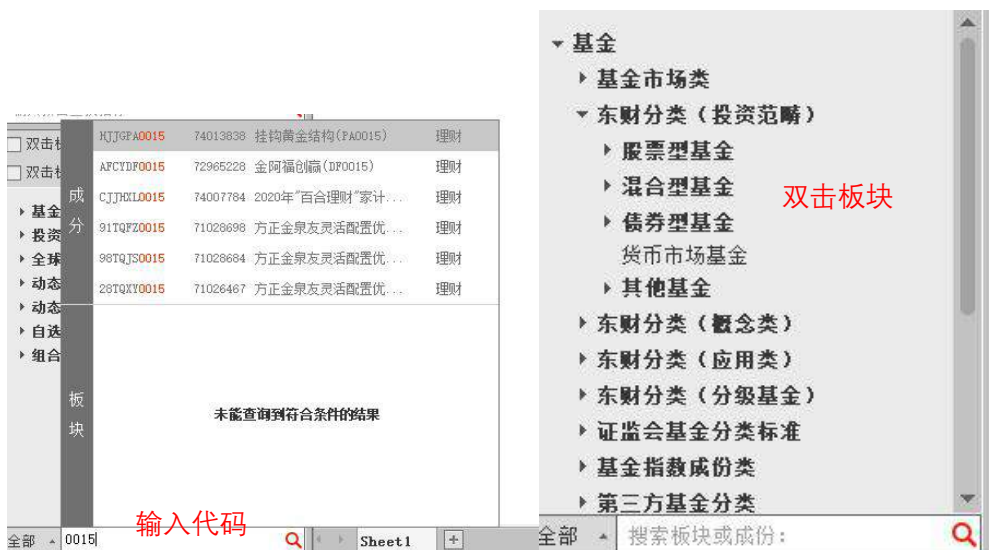 双击板
双击板
基金
投资
全球
动态
动态
自选
组合
成分
HJJGPA0015 74013838 挂钩黄金结构(PA0015) 理财
AFCYDF0015 72965228 金阿福创赢(DF0015) 理财
CJJHXL0015 74007784 2020年"百合理财"家计... 理财
91TQFZ0015 71028698 方正金泉友灵活配置优... 理财
98TQJS0015 71028684 方正金泉友灵活配置优... 理财
28TQXY0015 71026467 方正金泉友灵活配置优... 理财
板块
未能查询到符合条件的结果
输入代码
全部 0015 Sheet1 +
基金
基金市场类
东财分类(投资范畴)
股票型基金
混合型基金
双击板块
债券型基金
货币市场基金
其他基金
东财分类(概念类)
东财分类(应用类)
东财分类(分级基金)
证监会基金分类标准
基金指数成份类
第三方基金分类
全部 搜索板块或成份: